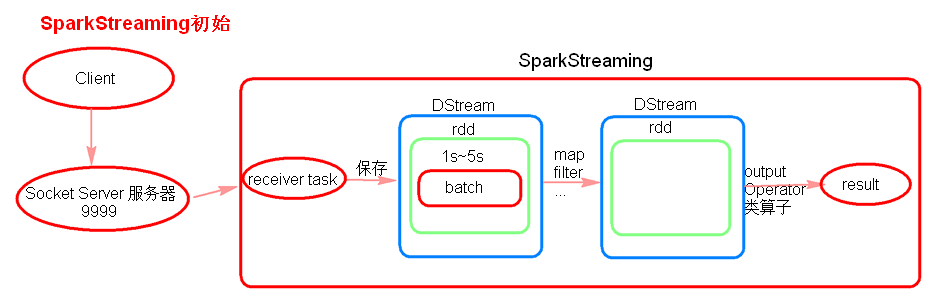 SparkStreaming初始
Client
Socket Server 服务器
9999
SparkStreaming
receiver task
保存
DStream
rdd
1s~5s
batch
map
filter
...
DStream
rdd
output
Operator
类算子
result